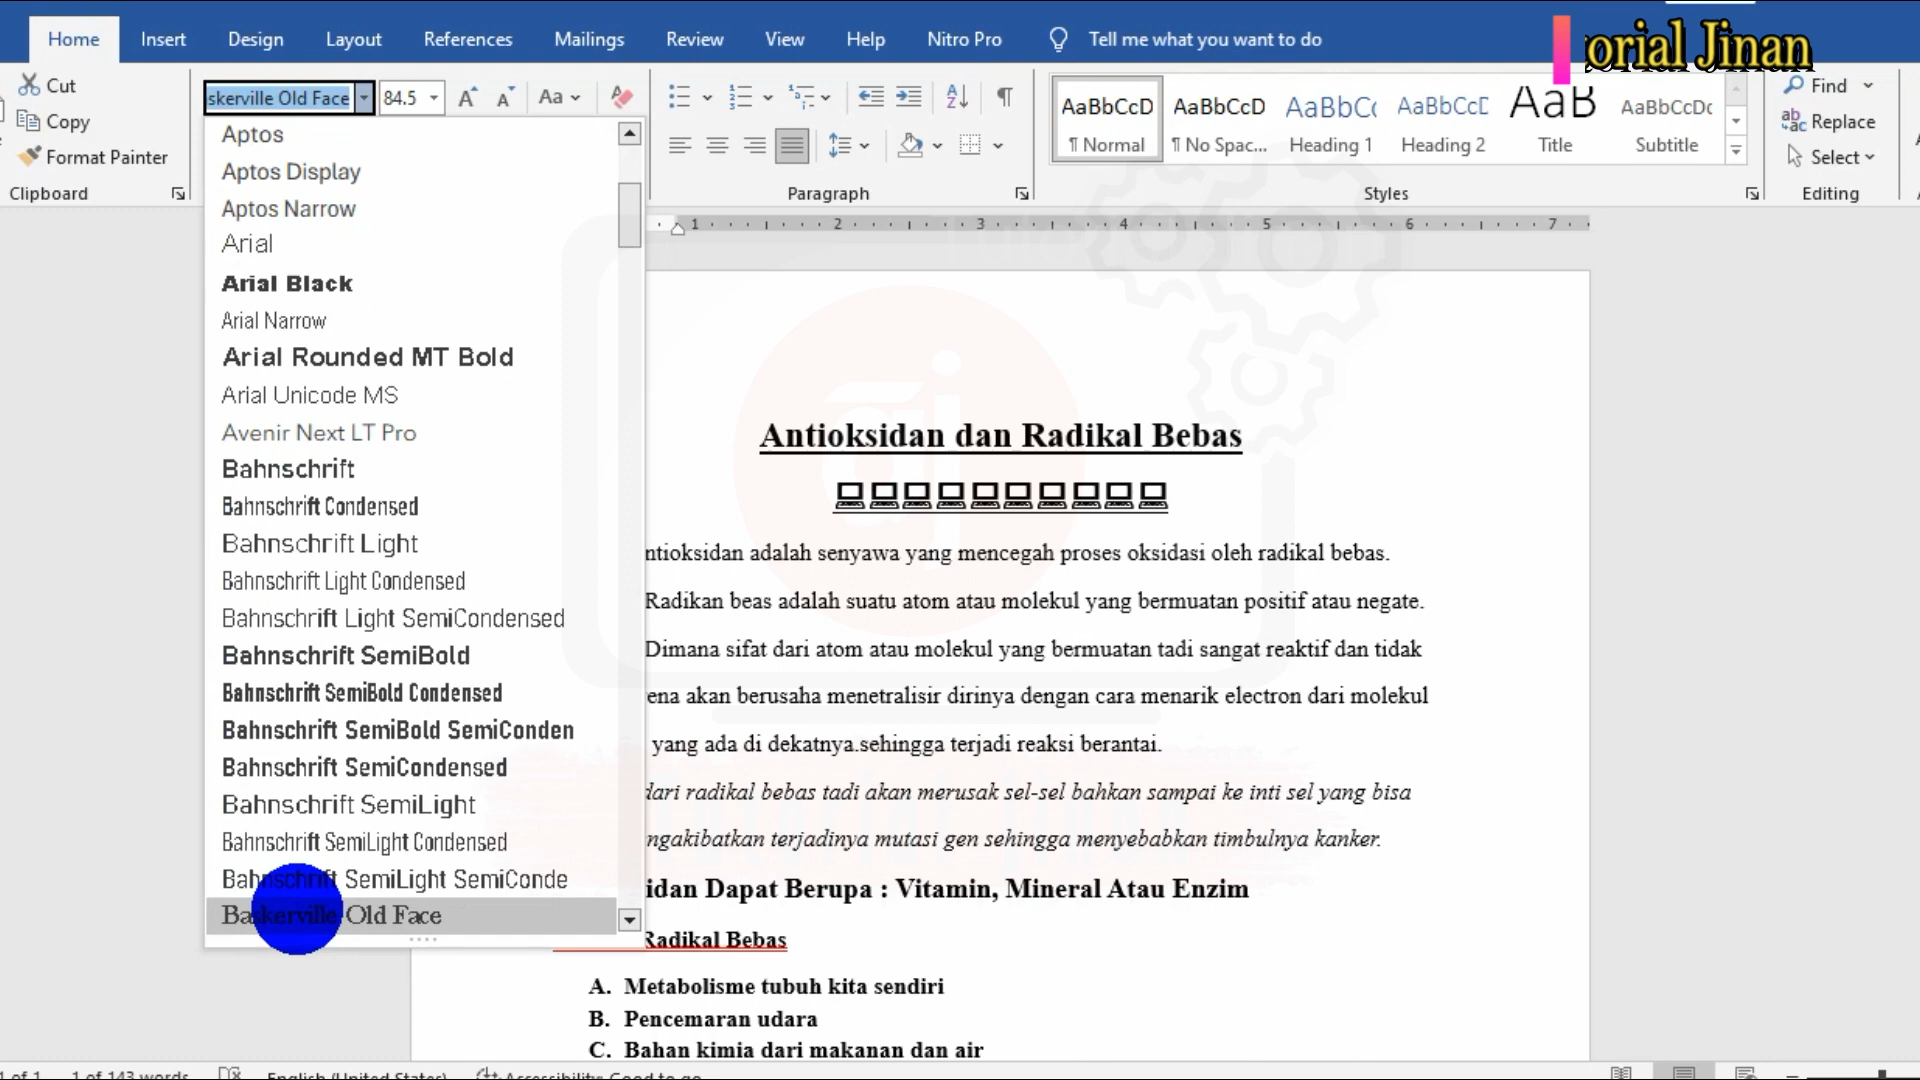 Home Insert Design Layout References Mailings Review View Help Nitro Pro Tell me what you want to do
orial Jinan
Cut
Copy
Format Painter
Clipboard
skerville Old Face 84.5
Aptos
Aptos Display
Aptos Narrow
Arial
Arial Black
Arial Narrow
Arial Rounded MT Bold
Arial Unicode MS
Avenir Next LT Pro
Bahnschrift
Bahnschrift Condensed
Bahnschrift Light
Bahnschrift Light Condensed
Bahnschrift Light SemiCondensed
Bahnschrift SemiBold
Bahnschrift SemiBold Condensed
Bahnschrift SemiBold SemiConden
Bahnschrift SemiCondensed
Bahnschrift SemiLight
Bahnschrift SemiLight Condensed
Bahnschrift SemiLight SemiConde
Baskerville Old Face
Paragraph
AaBbCcD AaBbCcD AaBbC( AaBbCcE AaB AaBbCcDc
¶ Normal ¶ No Spac... Heading 1 Heading 2 Title Subtitle
Styles
Find
Replace
Select
Editing
1 2 3 4 5 6 7
Antioksidan dan Radikal Bebas
ntioksidan adalah senyawa yang mencegah proses oksidasi oleh radikal bebas.
Radikan beas adalah suatu atom atau molekul yang bermuatan positif atau negate.
Dimana sifat dari atom atau molekul yang bermuatan tadi sangat reaktif dan tidak
ena akan berusaha menetralisir dirinya dengan cara menarik electron dari molekul
yang ada di dekatnya.sehingga terjadi reaksi berantai.
dari radikal bebas tadi akan merusak sel-sel bahkan sampai ke inti sel yang bisa
ngakibatkan terjadinya mutasi gen sehingga menyebabkan timbulnya kanker.
idan Dapat Berupa : Vitamin, Mineral Atau Enzim
Radikal Bebas
A. Metabolisme tubuh kita sendiri
B. Pencemaran udara
C. Bahan kimia dari makanan dan air
1 of 1 1 of 143 words English (United States) Accessibility: Good to go